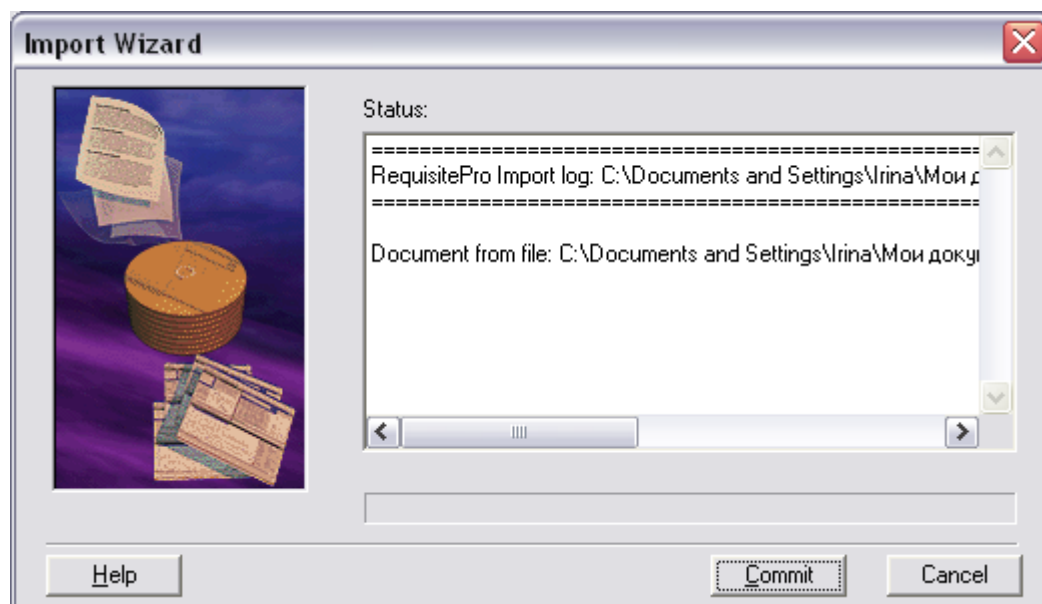 Import Wizard
Status:
=====================================================
RequisitePro Import log: C:\Documents and Settings\Irina\Мои
=====================================================
Document from file: C:\Documents and Settings\Irina\Мои
Help
Commit
Cancel